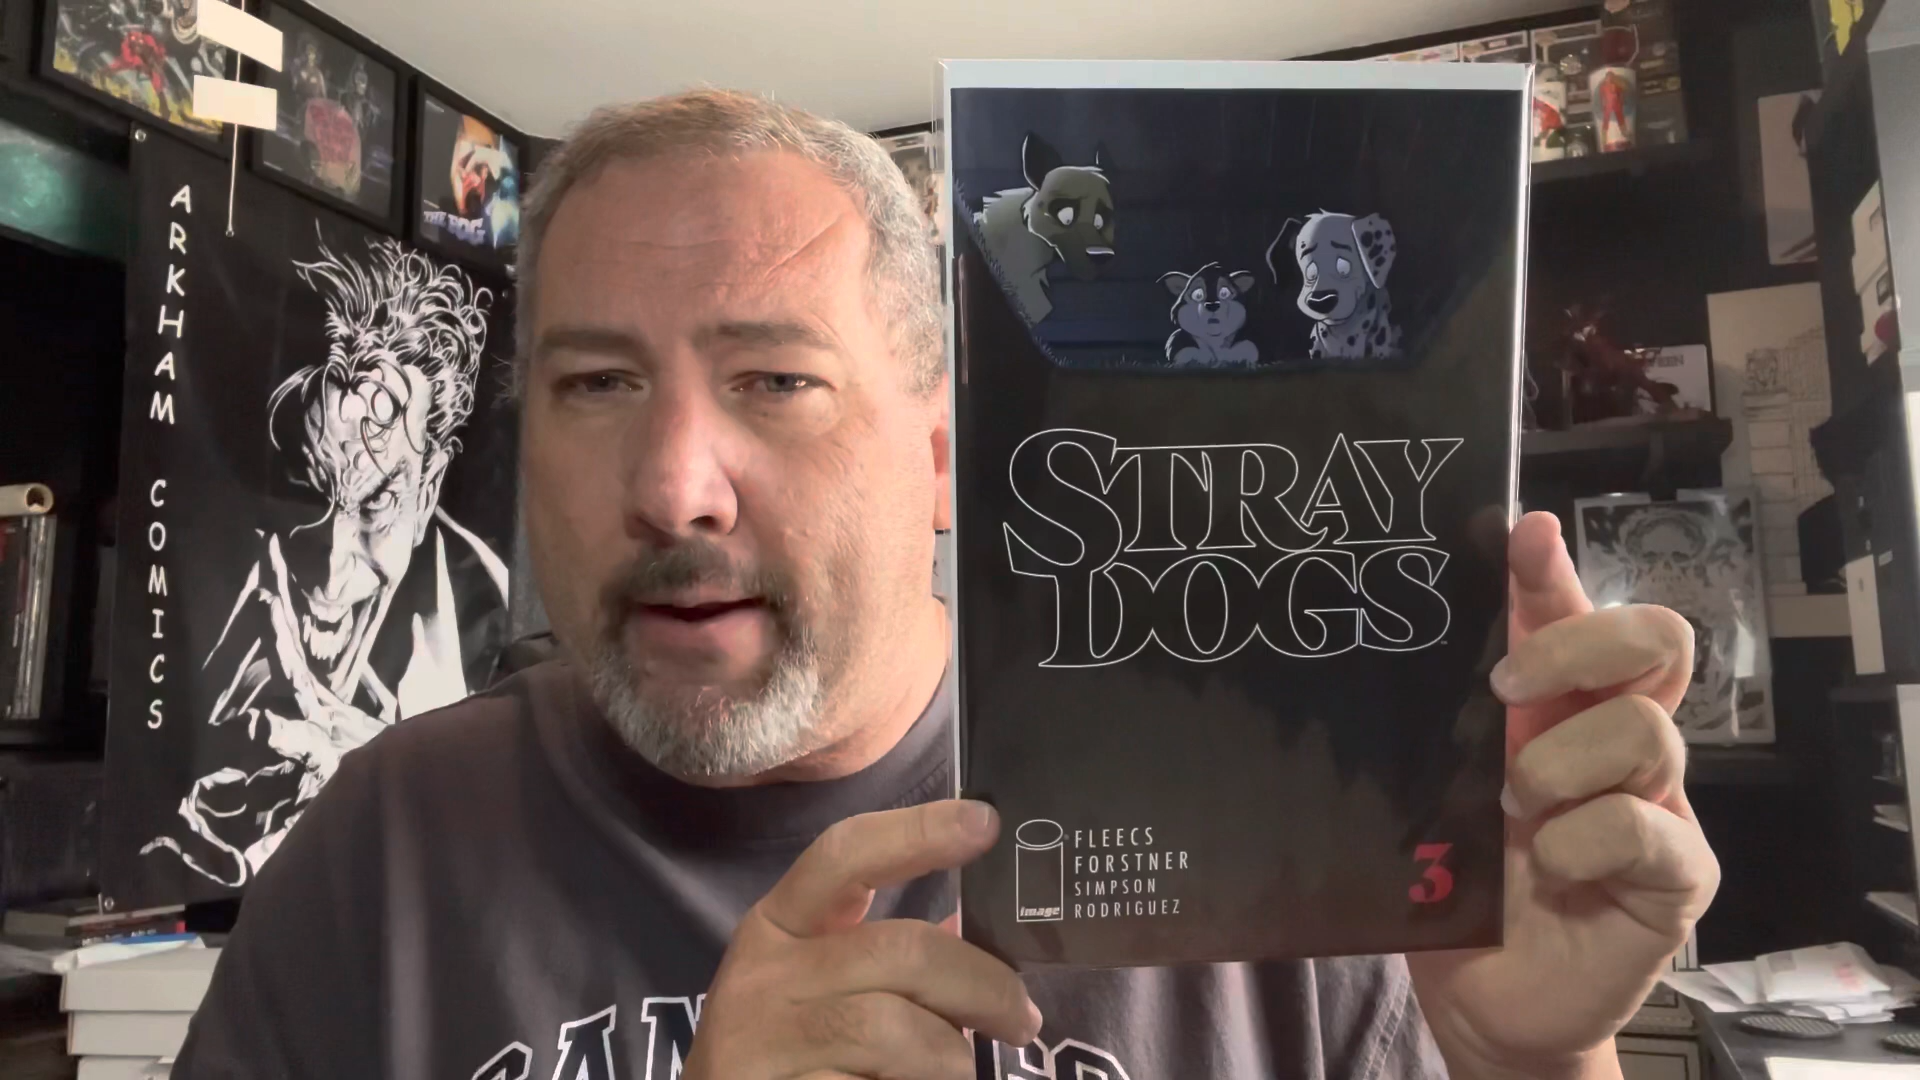 ARKHAM COMICS
THE FOG
STRAY
DOGS
image
FLEECS
FORSTNER
SIMPSON
RODRIGUEZ
3